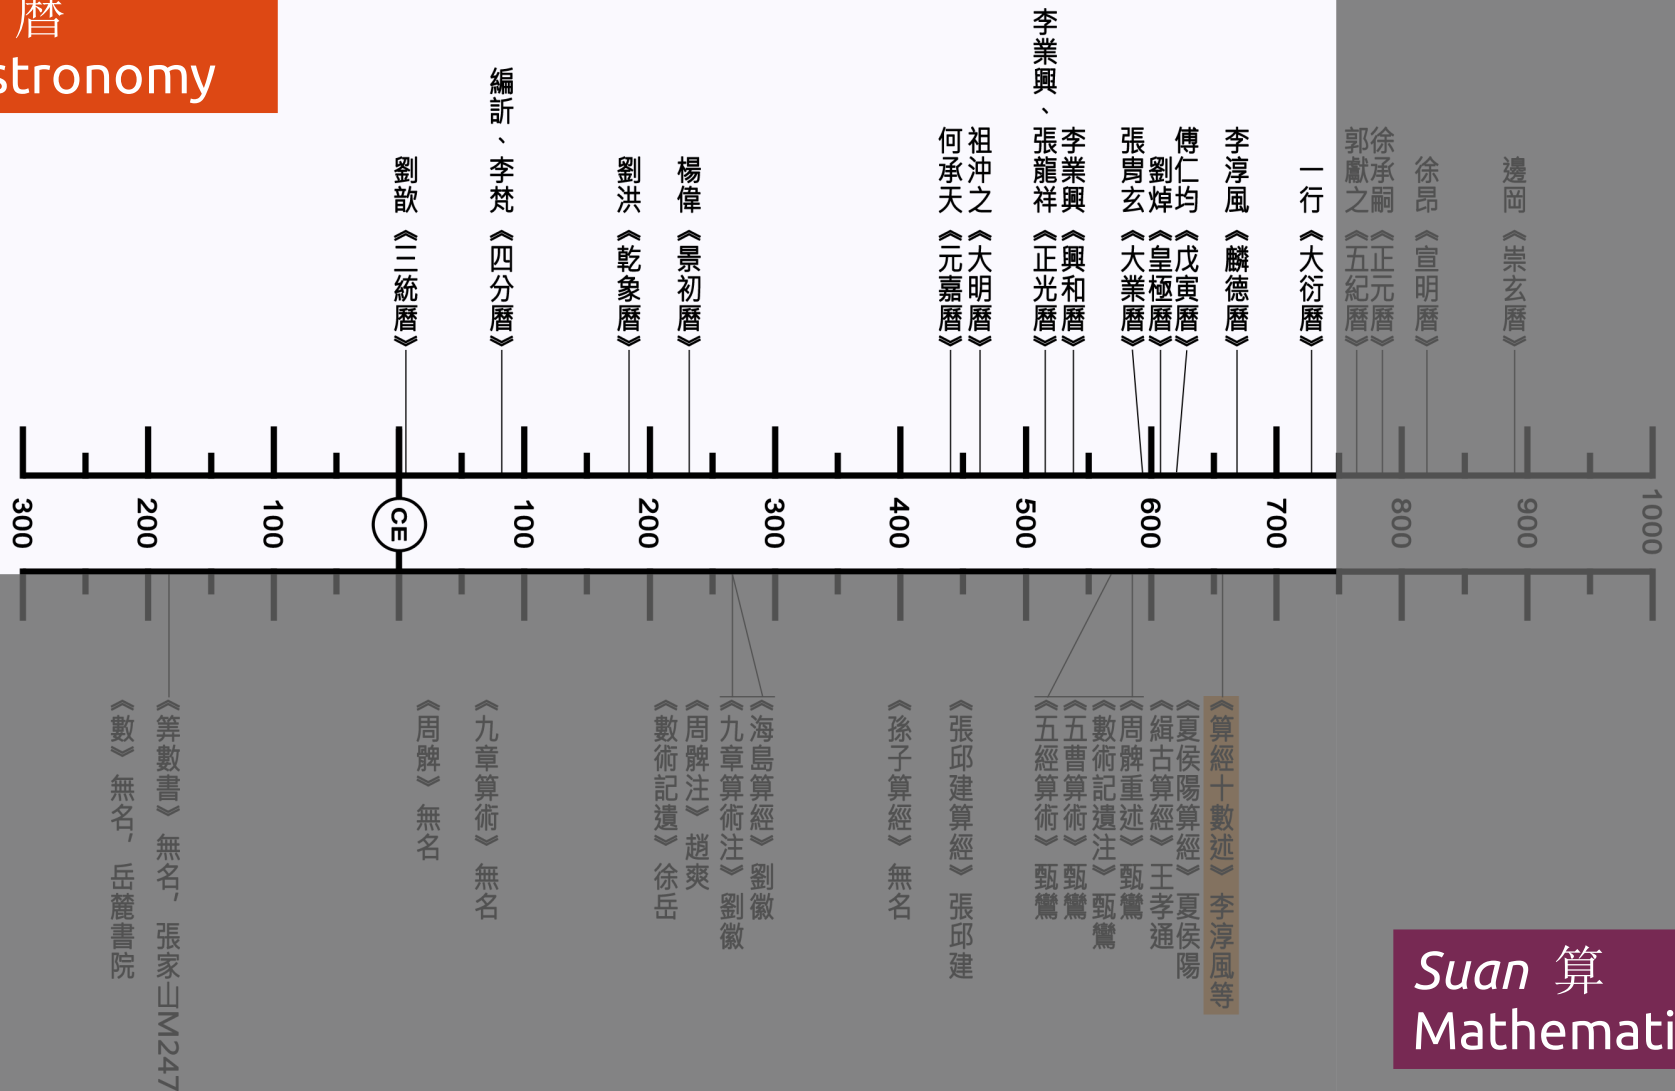 曆
stronomy
劉歆《三統曆》
編訢、李梵《四分曆》
劉洪《乾象曆》
楊偉《景初曆》
何承天《元嘉曆》
祖沖之《大明曆》
李業興、張龍祥《正光曆》
李業興《興和曆》
張胄玄《大業曆》
劉焯《皇極曆》
傅仁均《戊寅曆》
李淳風《麟德曆》
一行《大衍曆》
郭獻之《五紀曆》
徐承嗣《正元曆》
徐昂《宣明曆》
邊岡《崇玄曆》
300
200
100
CE
100
200
300
400
500
600
700
800
900
1000
《數》無名，岳麓書院
《筭數書》無名，張家山M247
《周髀》無名
《九章算術》無名
《數術記遺》徐岳
《周髀注》趙爽
《九章算術注》劉徽
《海島算經》劉徽
《孫子算經》無名
《張邱建算經》張邱建
《五經算術》甄鸞
《五曹算術》甄鸞
《數術記遺注》甄鸞
《周髀重述》甄鸞
《緝古算經》王孝通
《夏侯陽算經》夏侯陽
《算經十數述》李淳風等
Suan 算
Mathemati